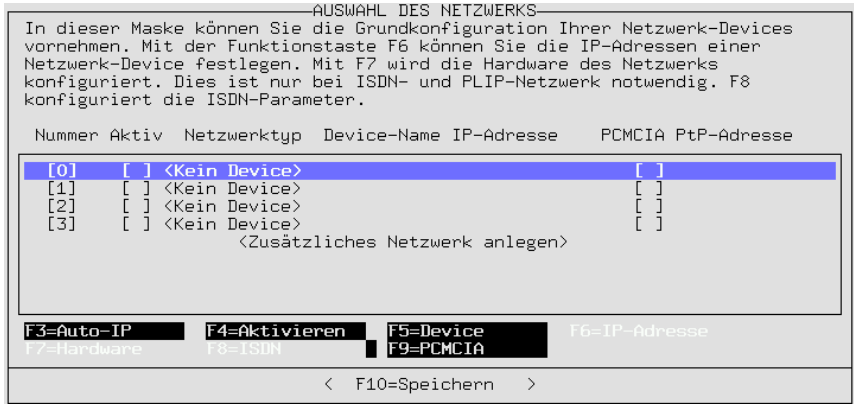 AUSWAHL DES NETZWERKS
In dieser Maske können Sie die Grundkonfiguration Ihrer Netzwerk-Devices
vornehmen. Mit der Funktionstaste F6 können Sie die IP-Adressen einer
Netzwerk-Device festlegen. Mit F7 wird die Hardware des Netzwerks
konfiguriert. Dies ist nur bei ISDN- und PLIP-Netzwerk notwendig. F8
konfiguriert die ISDN-Parameter.
Nummer Aktiv Netzwerktyp Device-Name IP-Adresse PCMCIA PtP-Adresse
[0] [ ] <Kein Device> [ ]
[1] [ ] <Kein Device> [ ]
[2] [ ] <Kein Device> [ ]
[3] [ ] <Kein Device> [ ]
<Zusätzliches Netzwerk anlegen>
F3=Auto-IP F4=Aktivieren F5=Device F6=IP-Adresse
F7=Hardware F8=ISDN F9=PCMCIA
< F10=Speichern >